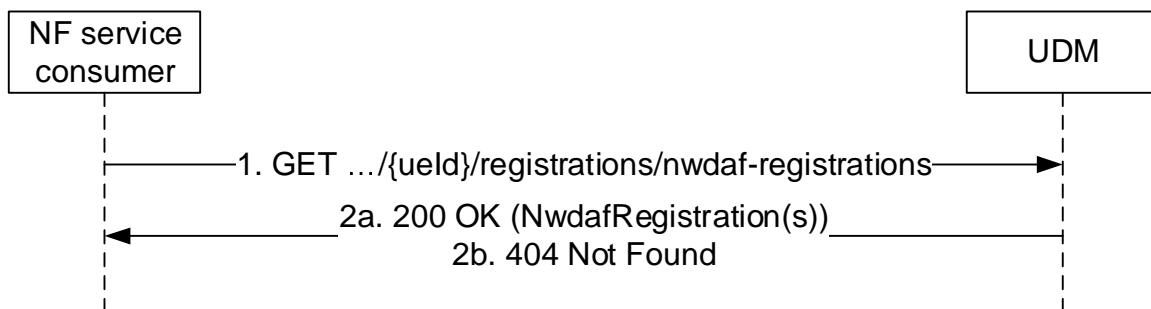 NF service
consumer
UDM
1. GET …/{ueId}/registrations/nwdaf-registrations
2a. 200 OK (NwdafRegistration(s))
2b. 404 Not Found